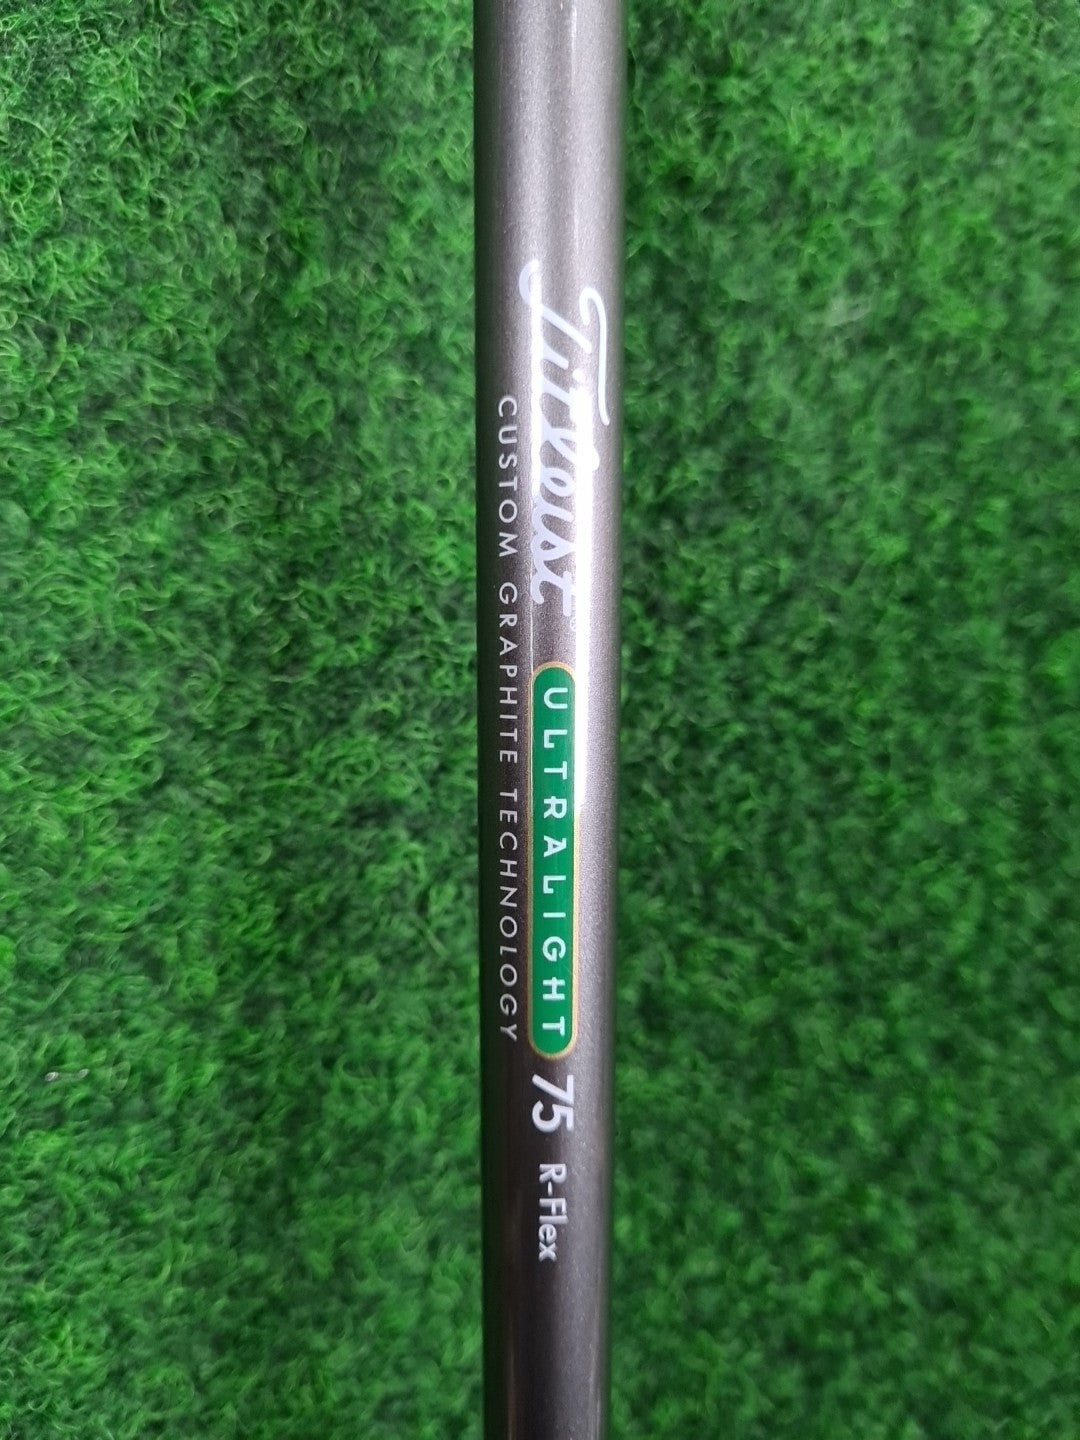 Titleist
CUSTOM GRAPHITE TECHNOLOGY
ULTRALIGHT 75 R-Flex